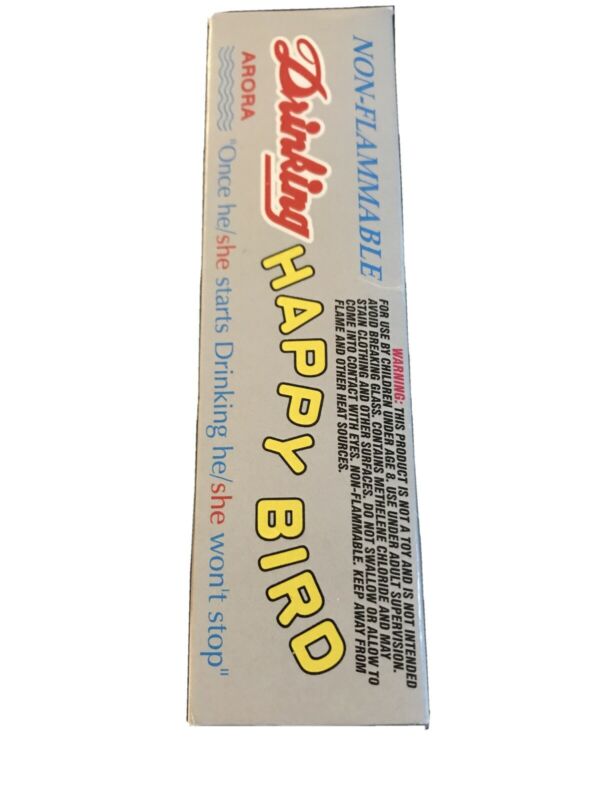 NON-FLAMMABLE
WARNING: THIS PRODUCT IS NOT A TOY AND IS NOT INTENDED
FOR USE BY CHILDREN UNDER AGE 8. USE UNDER ADULT SUPERVISION.
AVOID BREAKING GLASS. CONTAINS METHELENE CHLORIDE AND MAY
STAIN CLOTHING AND OTHER SURFACES. DO NOT SWALLOW OR ALLOW TO
COME INTO CONTACT WITH EYES. NON-FLAMMABLE. KEEP AWAY FROM
FLAME AND OTHER HEAT SOURCES.
Drinking HAPPY BIRD
ARORA
"Once he/she starts Drinking he/she won't stop"